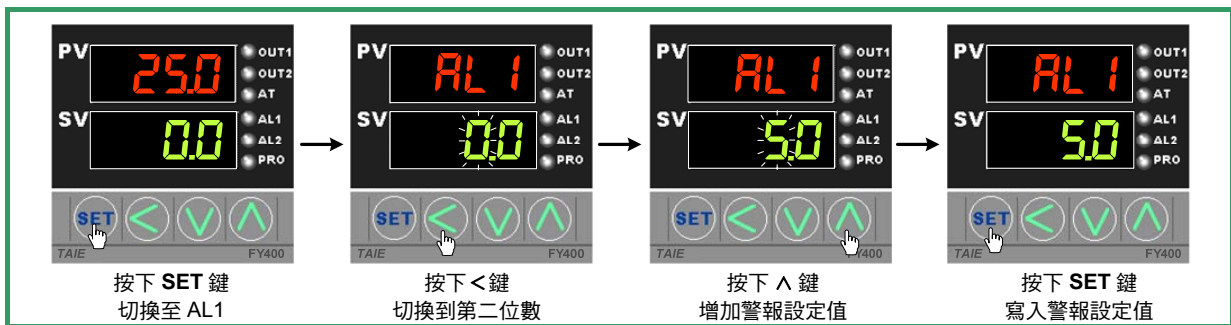 PV
25.0
OUT1
OUT2
AT
SV
0.0
AL1
AL2
PRO
SET < ∨ ∧
TAIE FY400
按下 SET 鍵
切換至 AL1
PV
AL1
OUT1
OUT2
AT
SV
0.0
AL1
AL2
PRO
SET < ∨ ∧
TAIE FY400
按下 < 鍵
切換到第二位數
PV
AL1
OUT1
OUT2
AT
SV
5.0
AL1
AL2
PRO
SET < ∨ ∧
TAIE Y400
按下 ∧ 鍵
增加警報設定值
PV
AL1
OUT1
OUT2
AT
SV
5.0
AL1
AL2
PRO
SET < ∨ ∧
TAIE FY400
按下 SET 鍵
寫入警報設定值